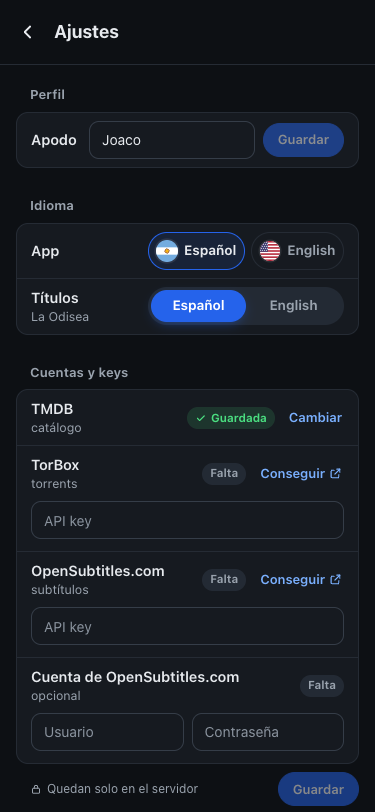 Ajustes
Perfil
Apodo Joaco Guardar
Idioma
App Español English
Títulos
La Odisea
Español English
Cuentas y keys
TMDB
catálogo
Guardada Cambiar
TorBox
torrents
Falta Conseguir
API key
OpenSubtitles.com
subtítulos
Falta Conseguir
API key
Cuenta de OpenSubtitles.com
opcional
Falta
Usuario Contraseña
Quedan solo en el servidor Guardar